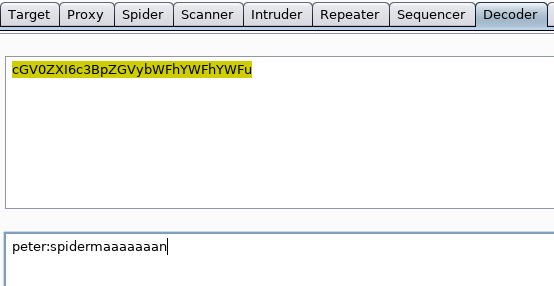 Target Proxy Spider Scanner Intruder Repeater Sequencer Decoder
cGV0ZXI6c3BpZGVybWFhYWFhYWFu
peter:spidermaaaaaaan